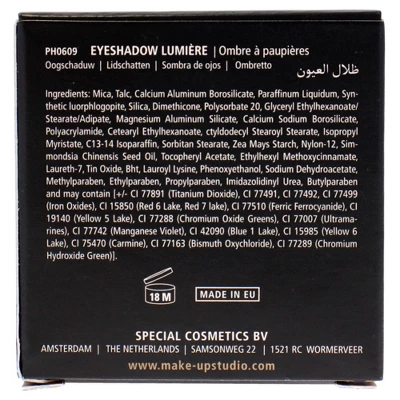 PH0609 EYESHADOW LUMIÈRE | Ombre à paupières
Oogschaduw | Lidschatten | Sombra de ojos | Ombretto ظلال العيون
Ingredients: Mica, Talc, Calcium Aluminum Borosilicate, Paraffinum Liquidum, Syn-
thetic luorphlogopite, Silica, Dimethicone, Polysorbate 20, Glyceryl Ethylhexanoate/
Stearate/Adipate, Magnesium Aluminum Silicate, Calcium Sodium Borosilicate,
Polyacrylamide, Cetearyl Ethylhexanoate, ctyldodecyl Stearoyl Stearate, Isopropyl
Myristate, C13-14 Isoparaffin, Sorbitan Stearate, Zea Mays Starch, Nylon-12, Sim-
mondsia Chinensis Seed Oil, Tocopheryl Acetate, Ethylhexyl Methoxycinnamate,
Laureth-7, Tin Oxide, Bht, Lauroyl Lysine, Phenoxyethanol, Sodium Dehydroacetate,
Methylparaben, Ethylparaben, Propylparaben, Imidazolidinyl Urea, Butylparaben
and may contain [+/- CI 77891 (Titanium Dioxide), CI 77491, CI 77492, CI 77499
(Iron Oxides), CI 15850 (Red 6 Lake, Red 7 lake), CI 77510 (Ferric Ferrocyanide), CI
19140 (Yellow 5 Lake), CI 77288 (Chromium Oxide Greens), CI 77007 (Ultrama-
rines), CI 77742 (Manganese Violet), CI 42090 (Blue 1 Lake), CI 15985 (Yellow 6
Lake), CI 75470 (Carmine), CI 77163 (Bismuth Oxychloride), CI 77289 (Chromium
Hydroxide Green)].
18 M MADE IN EU
SPECIAL COSMETICS BV
AMSTERDAM | THE NETHERLANDS | SAMSONWEG 22 | 1521 RC WORMERVEER
www.make-upstudio.com